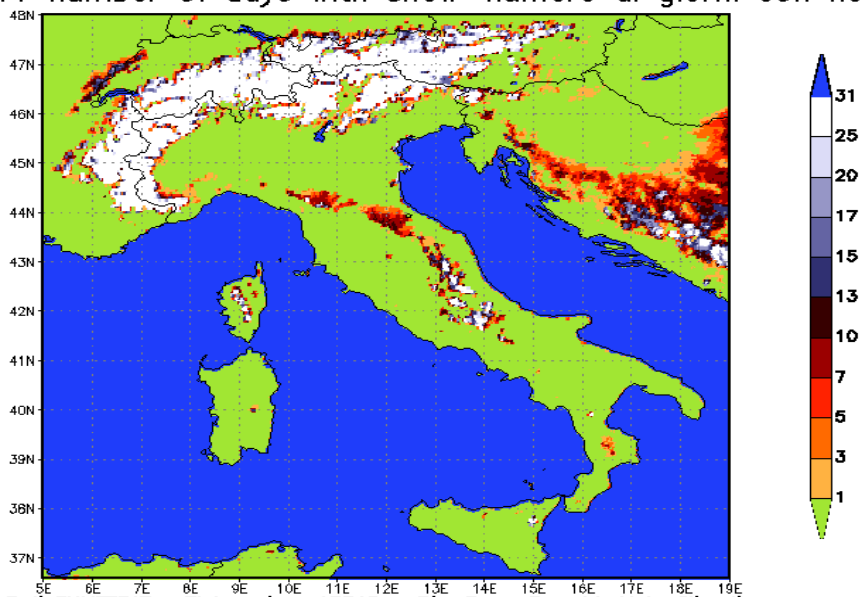 number of days with snow numero di giorni con
48N
47N
46N
45N
44N
43N
42N
41N
40N
39N
38N
37N
5E 6E 7E 8E 9E 10E 11E 12E 13E 14E 15E 16E 17E 18E 19E
31
25
20
17
15
13
10
7
5
3
1